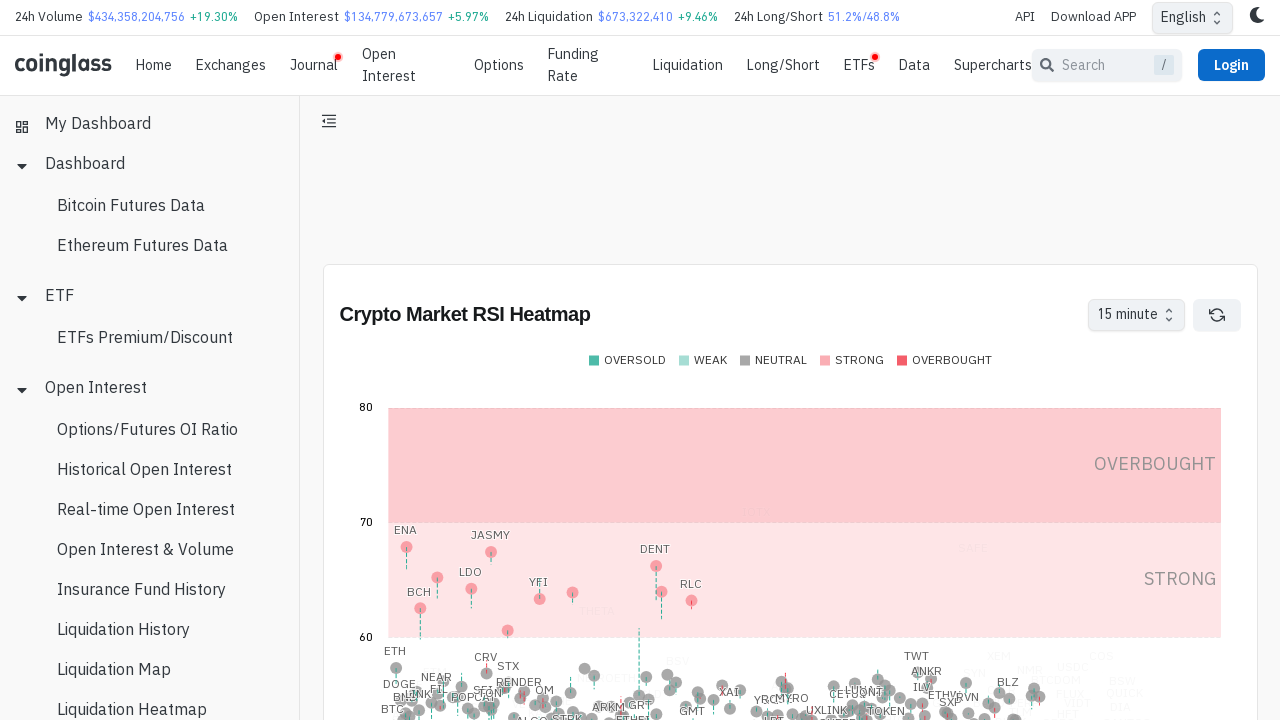 24h Volume $434,358,204,756 +19.30% Open Interest $134,779,673,657 +5.97% 24h Liquidation $673,322,410 +9.46% 24h Long/Short 51.2%/48.8% API Download APP English
coinglass Home Exchanges Journal Open Interest Options Funding Rate Liquidation Long/Short ETFs Data Supercharts Search / Login
My Dashboard
Dashboard
Bitcoin Futures Data
Ethereum Futures Data
ETF
ETFs Premium/Discount
Open Interest
Options/Futures OI Ratio
Historical Open Interest
Real-time Open Interest
Open Interest & Volume
Insurance Fund History
Liquidation History
Liquidation Map
Liquidation Heatmap
Crypto Market RSI Heatmap 15 minute
OVERSOLD WEAK NEUTRAL STRONG OVERBOUGHT
80
OVERBOUGHT
70
ENA
JASMY
DENT
SAFE
LDO
STRONG
YFI
RLC
BCH
THETA
60
ETH
CRV
TWT
STX
ANKR
NEAR
DOGE
RENDER
BLZ
OM
XAI
ILV
TON
MYRO
BTC
GRT
ARKM
GMT
UXLINK
TOKEN
SXP